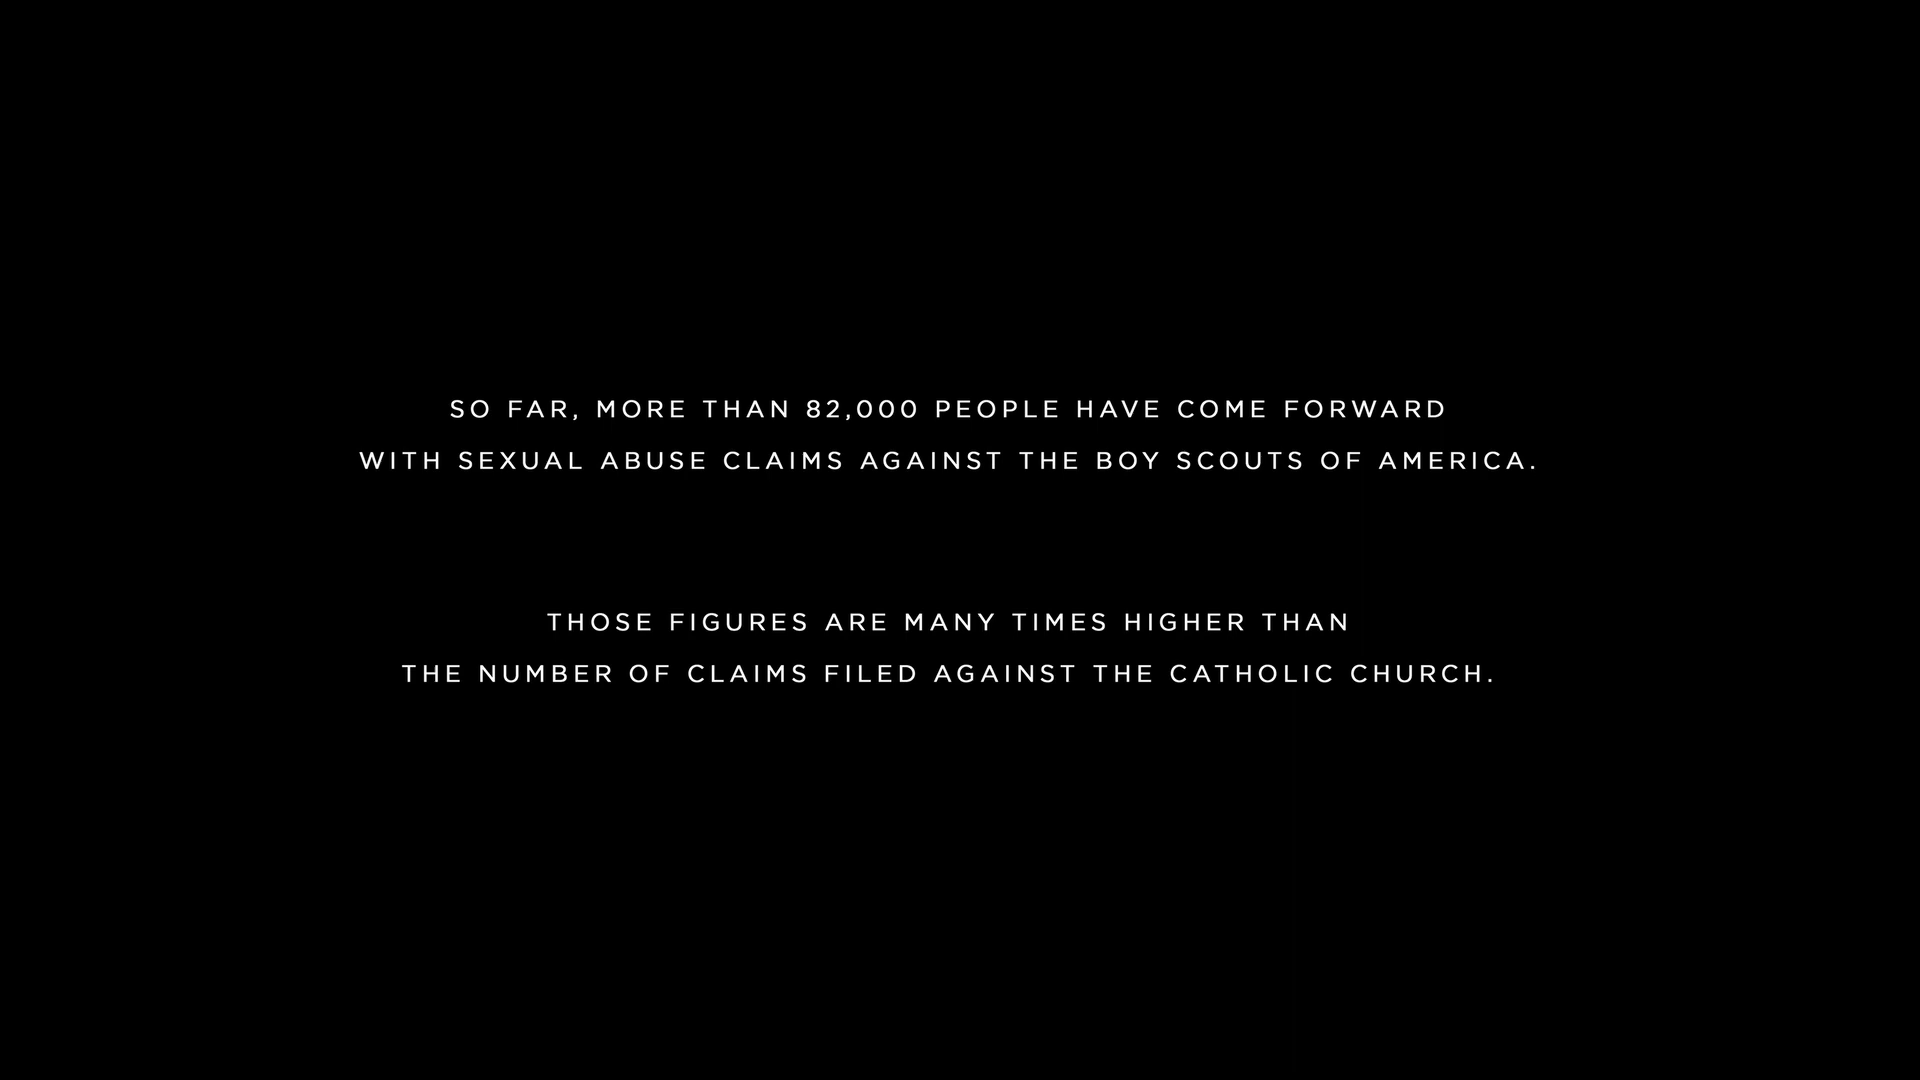 SO FAR, MORE THAN 82,000 PEOPLE HAVE COME FORWARD
WITH SEXUAL ABUSE CLAIMS AGAINST THE BOY SCOUTS OF AMERICA.
THOSE FIGURES ARE MANY TIMES HIGHER THAN
THE NUMBER OF CLAIMS FILED AGAINST THE CATHOLIC CHURCH.